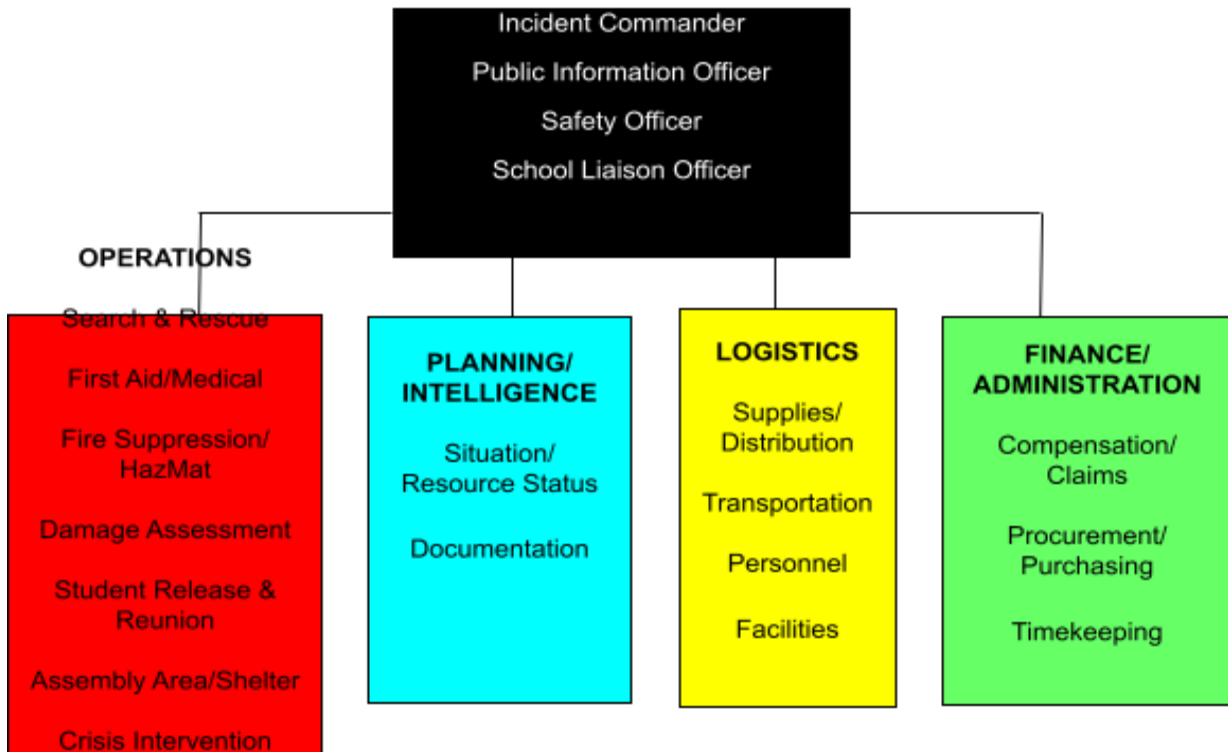 Incident Commander
Public Information Officer
Safety Officer
School Liaison Officer
OPERATIONS
Search & Rescue
First Aid/Medical
Fire Suppression/
HazMat
Damage Assessment
Student Release &
Reunion
Assembly Area/Shelter
Crisis Intervention
PLANNING/
INTELLIGENCE
Situation/
Resource Status
Documentation
LOGISTICS
Supplies/
Distribution
Transportation
Personnel
Facilities
FINANCE/
ADMINISTRATION
Compensation/
Claims
Procurement/
Purchasing
Timekeeping